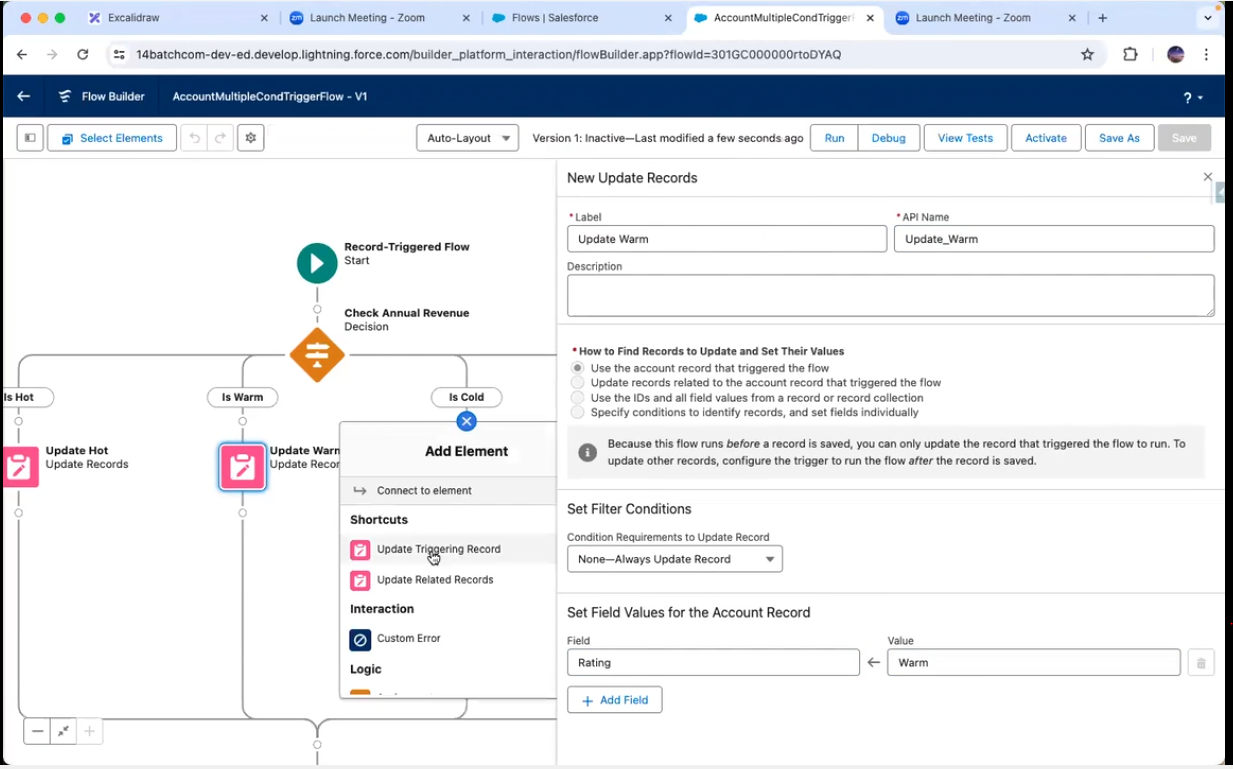 Excalidraw
Launch Meeting - Zoom
Flows | Salesforce
AccountMultipleCondTrigger
Launch Meeting - Zoom
14batchcom-dev-ed.develop.lightning.force.com/builder_platform_interaction/flowBuilder.app?flowId=301GC000000rtoDYAQ
Flow Builder
AccountMultipleCondTriggerFlow - V1
?
Select Elements
Auto-Layout
Version 1: Inactive—Last modified a few seconds ago
Run
Debug
View Tests
Activate
Save As
Save
Record-Triggered Flow
Start
Check Annual Revenue
Decision
Is Hot
Is Warm
Is Cold
Update Hot
Update Records
Update Warm
Update Recor
Add Element
Connect to element
Shortcuts
Update Triggering Record
Update Related Records
Interaction
Custom Error
Logic
New Update Records
* Label
* API Name
Update Warm
Update_Warm
Description
* How to Find Records to Update and Set Their Values
Use the account record that triggered the flow
Update records related to the account record that triggered the flow
Use the IDs and all field values from a record or record collection
Specify conditions to identify records, and set fields individually
Because this flow runs before a record is saved, you can only update the record that triggered the flow to run. To
update other records, configure the trigger to run the flow after the record is saved.
Set Filter Conditions
Condition Requirements to Update Record
None—Always Update Record
Set Field Values for the Account Record
Field
Value
Rating
Warm
+ Add Field